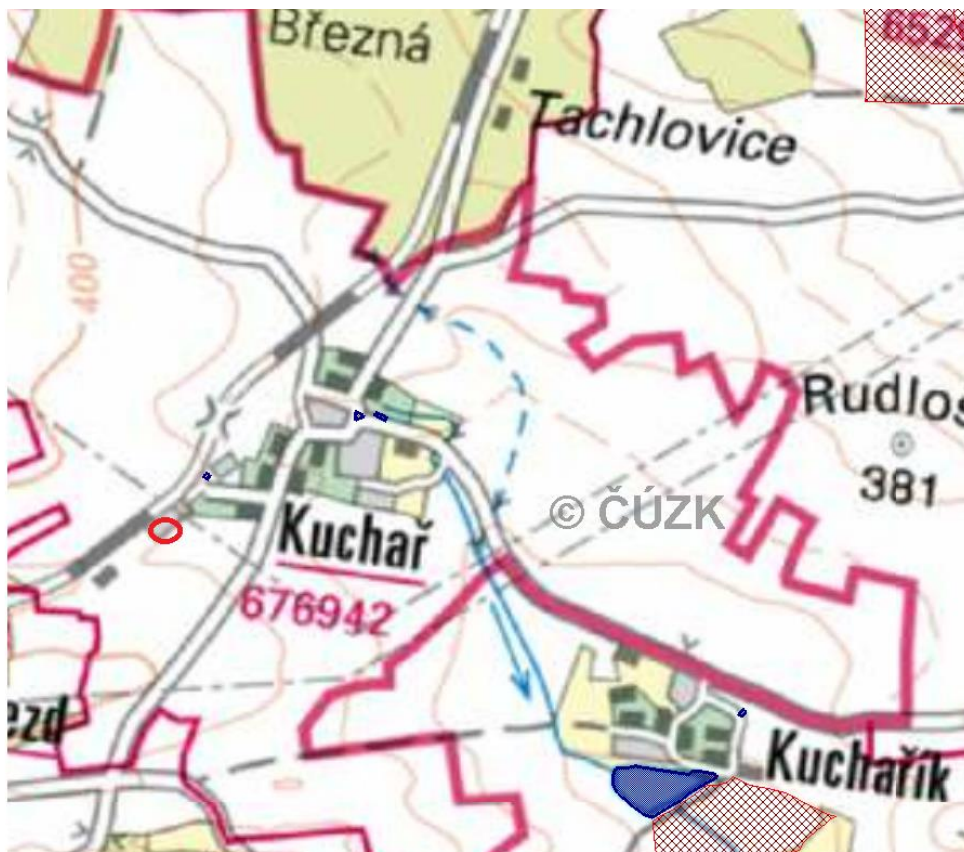 Březná
Tachlovice
400
Rudlos
381
© ČÚZK
Kuchař
676942
ezd
Kuchařík